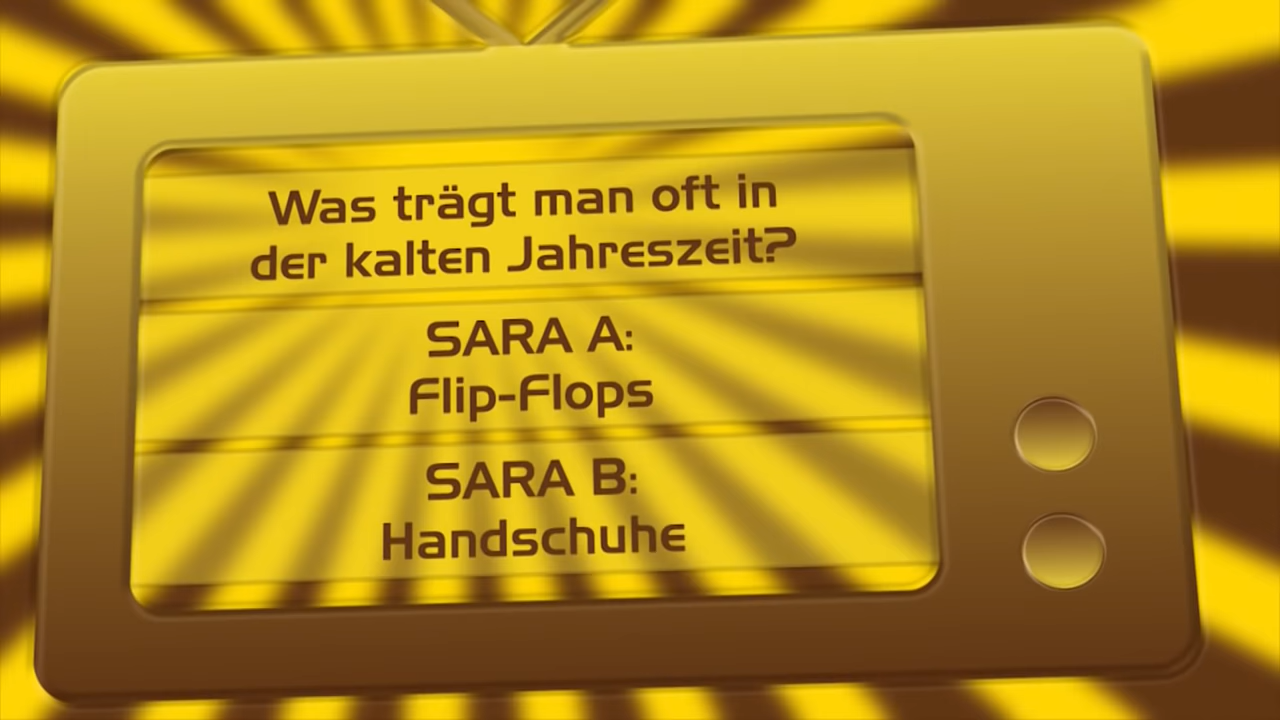 Was trägt man oft in
der kalten Jahreszeit?
SARA A:
Flip-Flops
SARA B:
Handschuhe